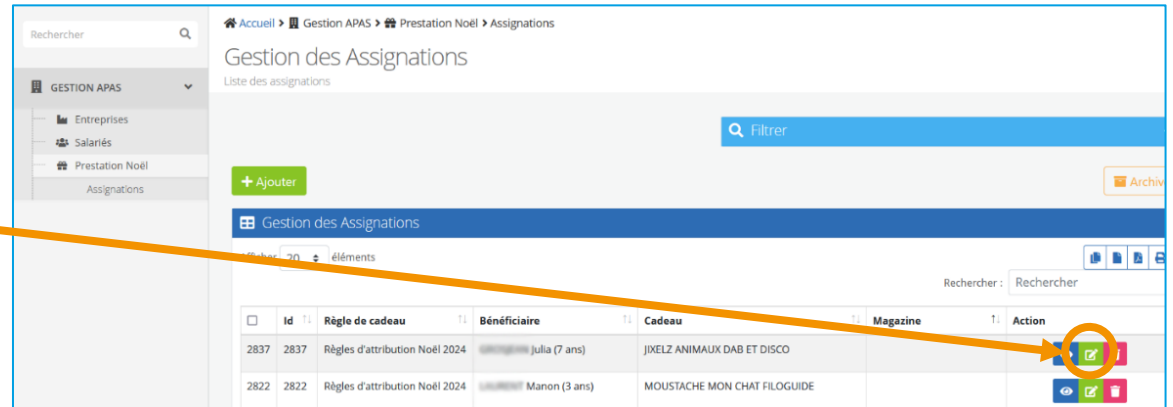 Rechercher
Accueil > Gestion APAS > Prestation Noël > Assignations
Gestion des Assignations
Liste des assignations
GESTION APAS
Entreprises
Salariés
Prestation Noël
Assignations
Filtrer
+ Ajouter
Archiv
Gestion des Assignations
Afficher 20 éléments
Rechercher : Rechercher
Id Règle de cadeau Bénéficiaire Cadeau Magazine Action
2837 2837 Règles d'attribution Noël 2024 Julia (7 ans) JIXELZ ANIMAUX DAB ET DISCO
2822 2822 Règles d'attribution Noël 2024 Manon (3 ans) MOUSTACHE MON CHAT FILOGUIDE